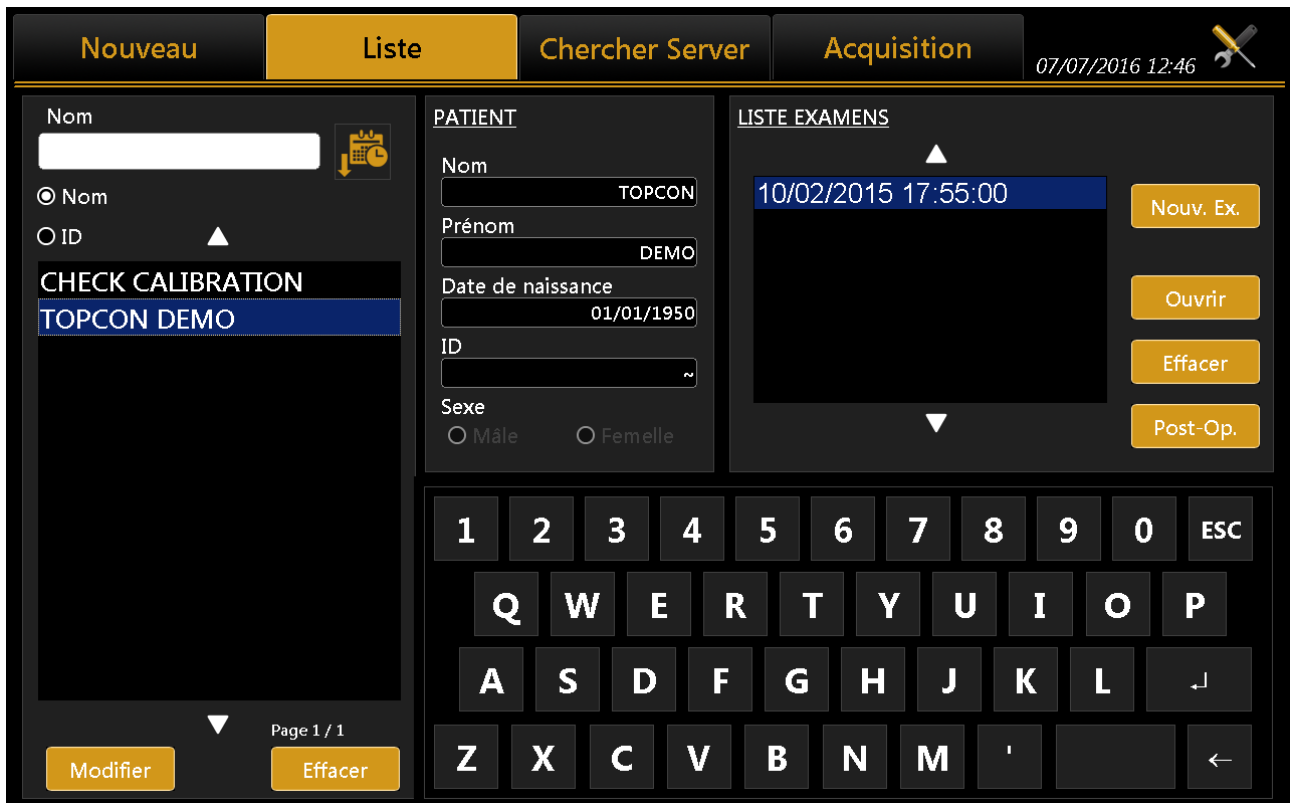 Nouveau
Liste
Chercher Server
Acquisition
07/07/2016 12:46
Nom
Nom
ID
CHECK CALIBRATION
TOPCON DEMO
Page 1 / 1
Modifier
Effacer
PATIENT
Nom
TOPCON
Prénom
DEMO
Date de naissance
01/01/1950
ID
~
Sexe
Mâle Femelle
LISTE EXAMENS
10/02/2015 17:55:00
Nouv. Ex.
Ouvrir
Effacer
Post-Op.
1 2 3 4 5 6 7 8 9 0 ESC
Q W E R T Y U I O P
A S D F G H J K L ↵
Z X C V B N M ' ←